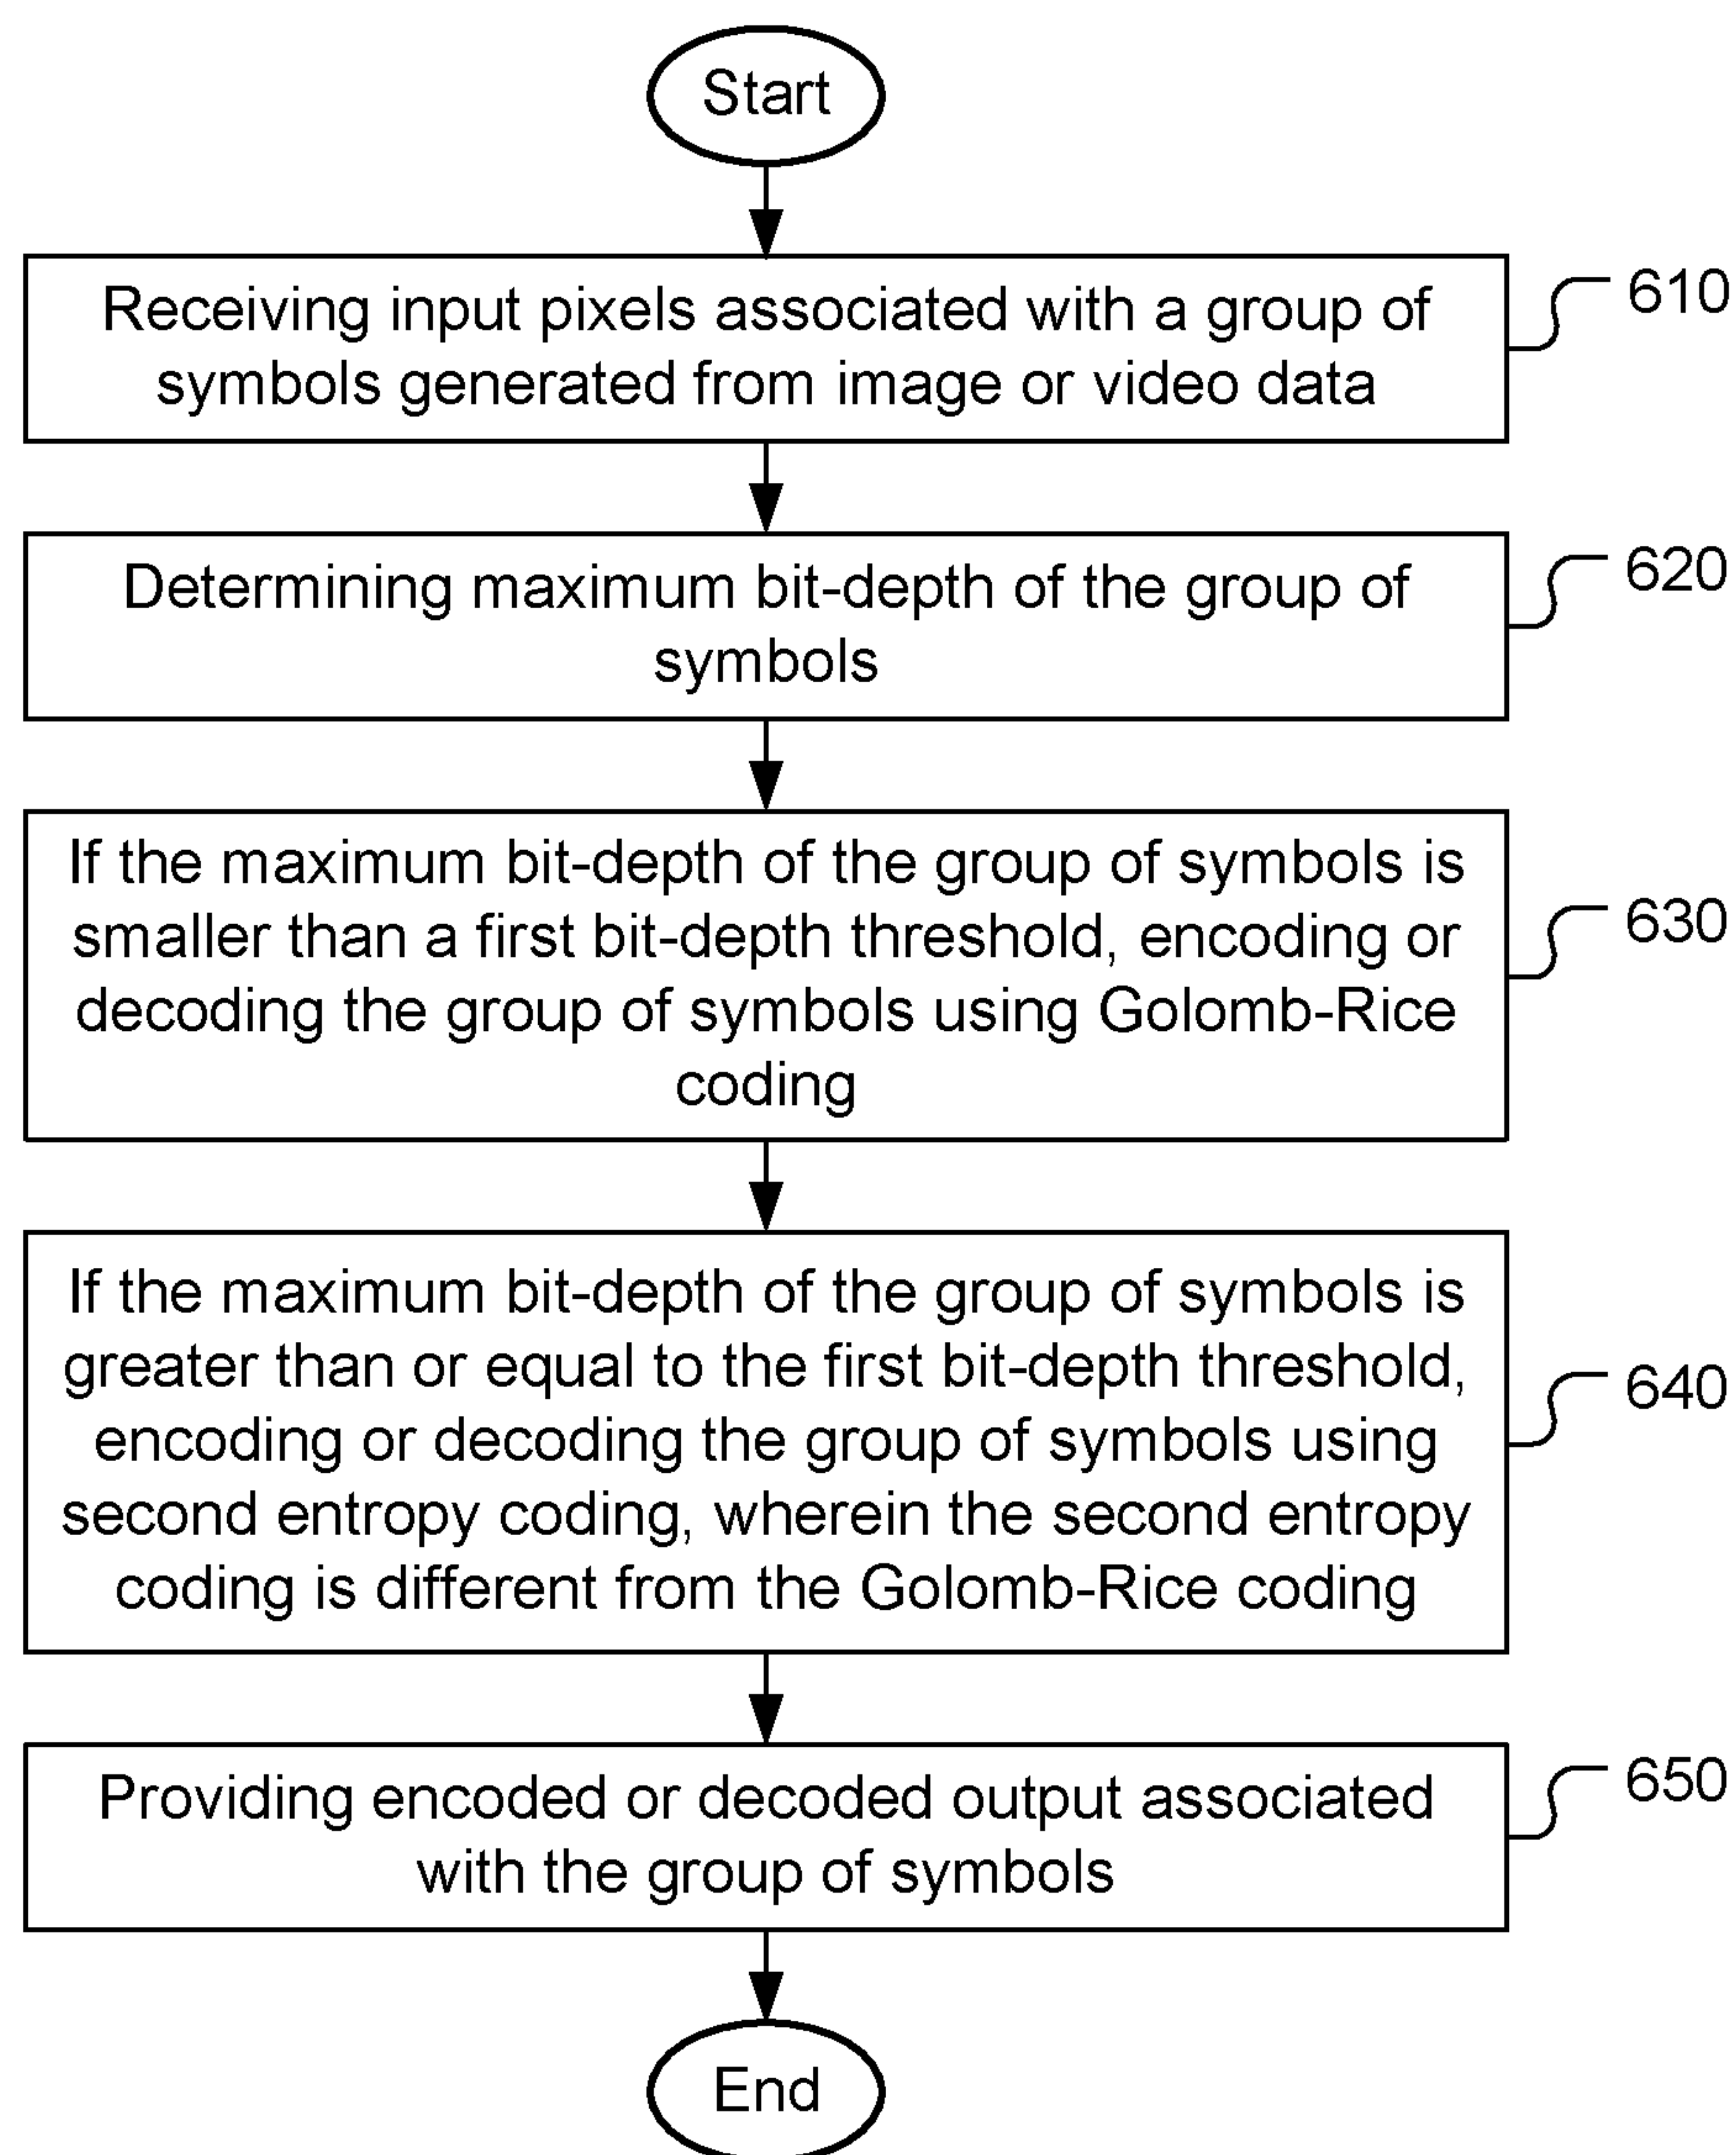 Start
Receiving input pixels associated with a group of
symbols generated from image or video data
610
Determining maximum bit-depth of the group of
symbols
620
If the maximum bit-depth of the group of symbols is
smaller than a first bit-depth threshold, encoding or
decoding the group of symbols using Golomb-Rice
coding
630
If the maximum bit-depth of the group of symbols is
greater than or equal to the first bit-depth threshold,
encoding or decoding the group of symbols using
second entropy coding, wherein the second entropy
coding is different from the Golomb-Rice coding
640
Providing encoded or decoded output associated
with the group of symbols
650
End